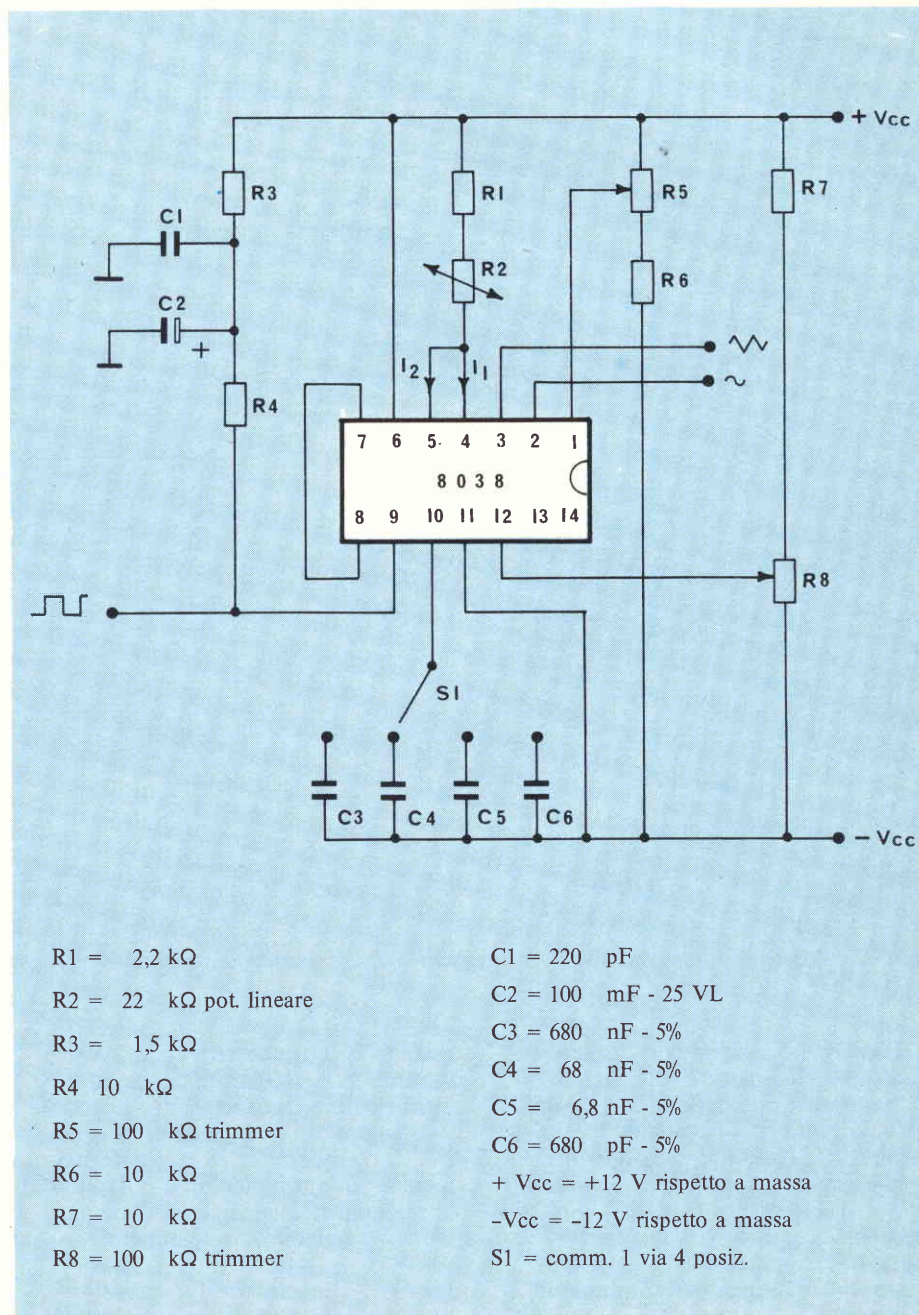 + Vcc
R3
R1
R5
R7
C1
R2
R6
C2
+
I2
I1
R4
7 6 5 4 3 2 1
8038
8 9 10 11 12 13 14
R8
S1
C3
C4
C5
C6
- Vcc
R1 = 2,2 kΩ
R2 = 22 kΩ pot. lineare
R3 = 1,5 kΩ
R4 10 kΩ
R5 = 100 kΩ trimmer
R6 = 10 kΩ
R7 = 10 kΩ
R8 = 100 kΩ trimmer
C1 = 220 pF
C2 = 100 mF - 25 VL
C3 = 680 nF - 5%
C4 = 68 nF - 5%
C5 = 6,8 nF - 5%
C6 = 680 pF - 5%
+ Vcc = +12 V rispetto a massa
-Vcc = -12 V rispetto a massa
S1 = comm. 1 via 4 posiz.